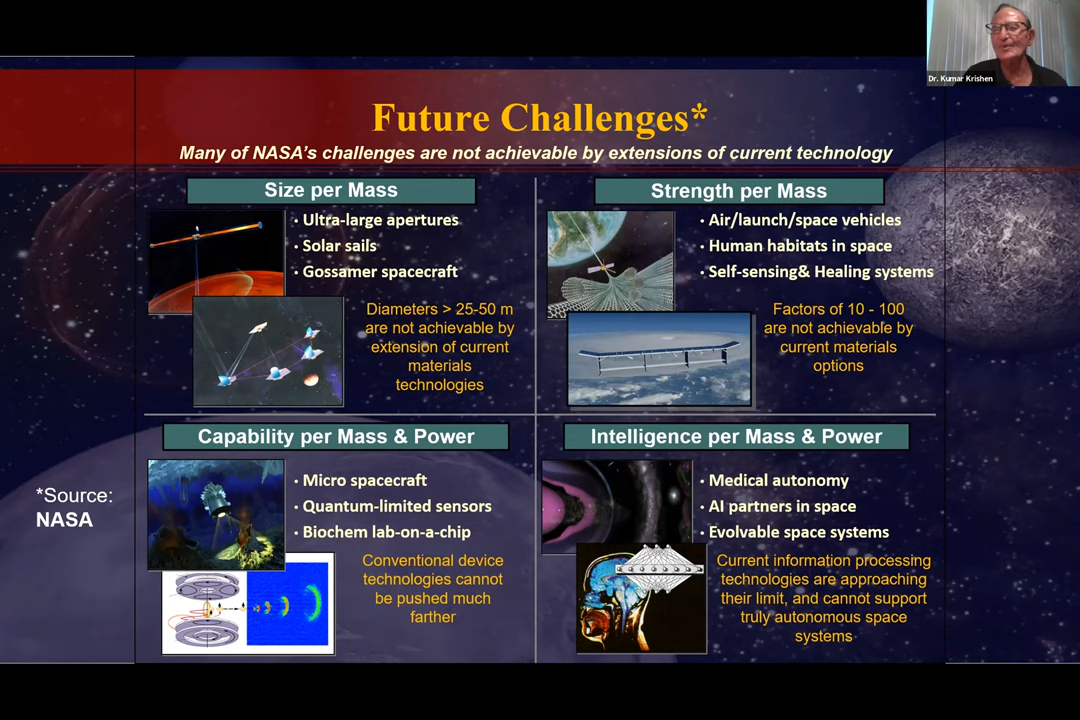 Dr. Kumar Krishen
Future Challenges*
Many of NASA's challenges are not achievable by extensions of current technology
Size per Mass
• Ultra-large apertures
• Solar sails
• Gossamer spacecraft
Diameters > 25-50 m
are not achievable by
extension of current
materials
technologies
Strength per Mass
• Air/launch/space vehicles
• Human habitats in space
• Self-sensing& Healing systems
Factors of 10 - 100
are not achievable by
current materials
options
Capability per Mass & Power
• Micro spacecraft
• Quantum-limited sensors
• Biochem lab-on-a-chip
Conventional device
technologies cannot
be pushed much
farther
Intelligence per Mass & Power
• Medical autonomy
• AI partners in space
• Evolvable space systems
Current information processing
technologies are approaching
their limit, and cannot support
truly autonomous space
systems
*Source:
NASA